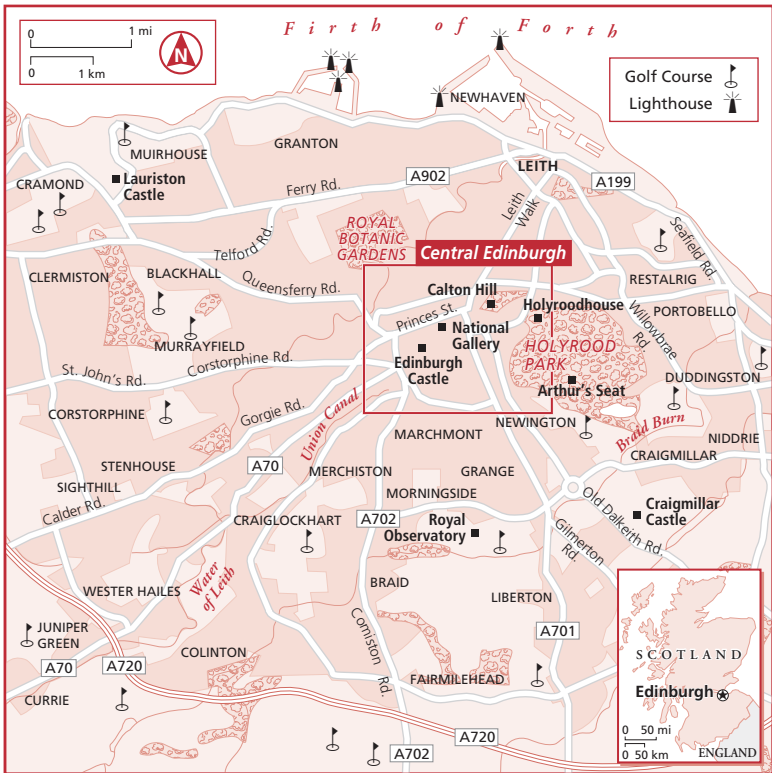 Firth of Forth
0 1 mi
0 1 km
N
Golf Course
Lighthouse
NEWHAVEN
GRANTON
MUIRHOUSE
LEITH
A902
A199
Lauriston
Castle
CRAMOND
Ferry Rd.
Leith
Walk
Seafield Rd.
ROYAL
BOTANIC
GARDENS
Telford Rd.
Central Edinburgh
CLERMISTON
BLACKHALL
Queensferry Rd.
RESTALRIG
Calton Hill
Holyroodhouse
PORTOBELLO
Princes St.
National
Gallery
Willowbrae
Rd.
MURRAYFIELD
HOLYROOD
PARK
Edinburgh
Castle
St. John's Rd.
Corstorphine Rd.
Arthur's Seat
DUDDINGSTON
CORSTORPHINE
Gorgie Rd.
Union Canal
NEWINGTON
Braid Burn
MARCHMONT
NIDDRIE
STENHOUSE
A70
MERCHISTON
GRANGE
CRAIGMILLAR
SIGHTHILL
MORNINGSIDE
Calder Rd.
CRAIGLOCKHART
A702
Royal
Observatory
Old Dalkeith Rd.
Craigmillar
Castle
Gilmerton
Rd.
WESTER HAILES
Water
of Leith
BRAID
LIBERTON
JUNIPER
GREEN
Comiston
Rd.
A701
A70
A720
COLINTON
FAIRMILEHEAD
CURRIE
A720
A702
SCOTLAND
Edinburgh
0 50 mi
0 50 km
ENGLAND